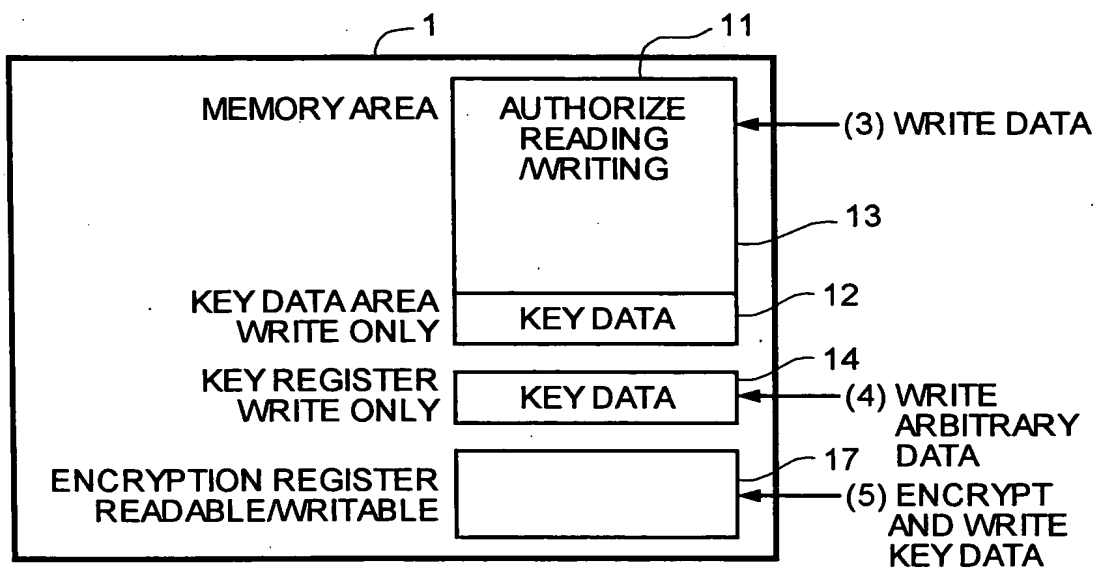 1
11
MEMORY AREA
AUTHORIZE
READING
/WRITING
(3) WRITE DATA
13
KEY DATA AREA
WRITE ONLY
KEY DATA
12
KEY REGISTER
WRITE ONLY
KEY DATA
14
(4) WRITE
ARBITRARY
DATA
ENCRYPTION REGISTER
READABLE/WRITABLE
17
(5) ENCRYPT
AND WRITE
KEY DATA